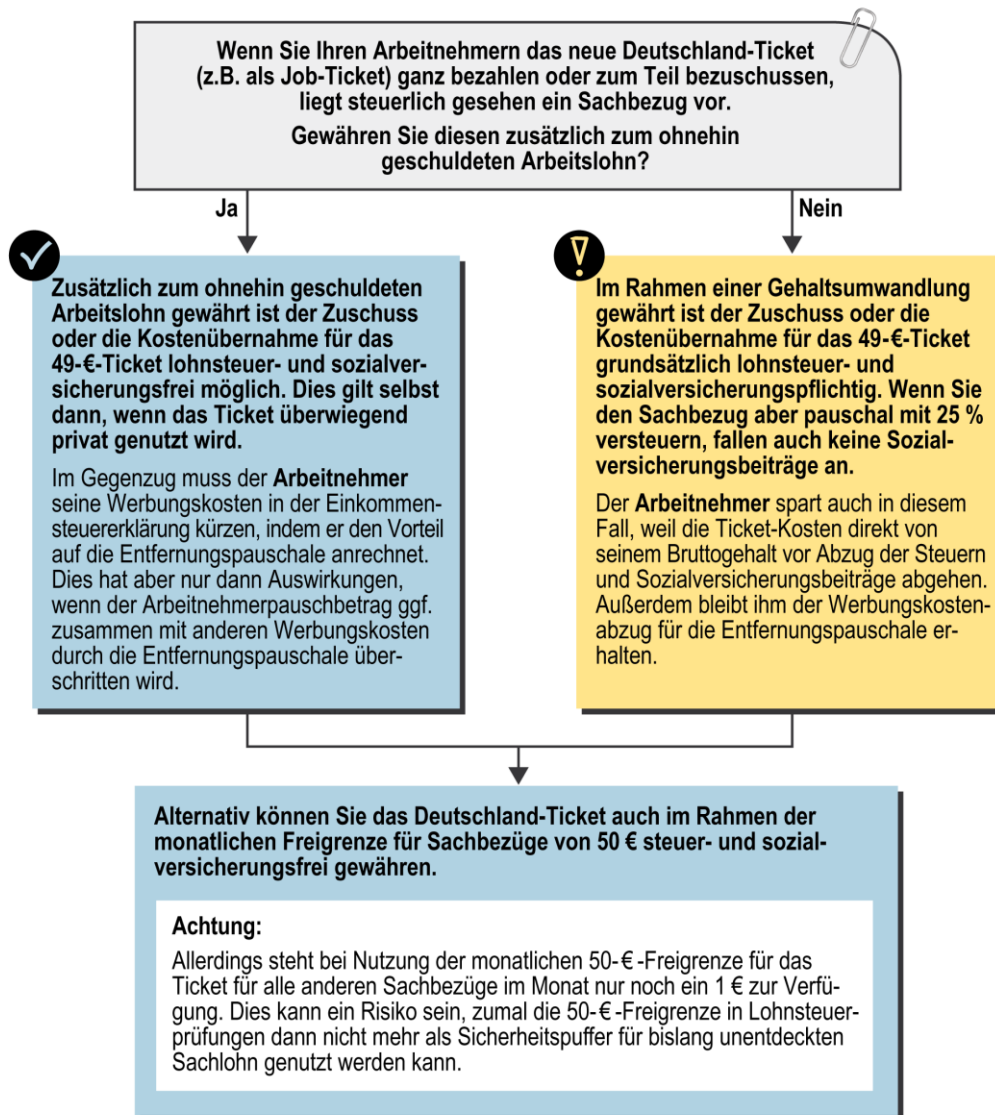 Wenn Sie Ihren Arbeitnehmern das neue Deutschland-Ticket
(z.B. als Job-Ticket) ganz bezahlen oder zum Teil bezuschussen,
liegt steuerlich gesehen ein Sachbezug vor.
Gewähren Sie diesen zusätzlich zum ohnehin
geschuldeten Arbeitslohn?
Ja
Nein
Zusätzlich zum ohnehin geschuldeten
Arbeitslohn gewährt ist der Zuschuss
oder die Kostenübernahme für das
49-€-Ticket lohnsteuer- und sozialver-
sicherungsfrei möglich. Dies gilt selbst
dann, wenn das Ticket überwiegend
privat genutzt wird.
Im Gegenzug muss der Arbeitnehmer
seine Werbungskosten in der Einkommen-
steuererklärung kürzen, indem er den Vorteil
auf die Entfernungspauschale anrechnet.
Dies hat aber nur dann Auswirkungen,
wenn der Arbeitnehmerpauschbetrag ggf.
zusammen mit anderen Werbungskosten
durch die Entfernungspauschale über-
schritten wird.
Im Rahmen einer Gehaltsumwandlung
gewährt ist der Zuschuss oder die
Kostenübernahme für das 49-€-Ticket
grundsätzlich lohnsteuer- und
sozialversicherungspflichtig. Wenn Sie
den Sachbezug aber pauschal mit 25 %
versteuern, fallen auch keine Sozial-
versicherungsbeiträge an.
Der Arbeitnehmer spart auch in diesem
Fall, weil die Ticket-Kosten direkt von
seinem Bruttogehalt vor Abzug der Steuern
und Sozialversicherungsbeiträge abgehen.
Außerdem bleibt ihm der Werbungskosten-
abzug für die Entfernungspauschale er-
halten.
Alternativ können Sie das Deutschland-Ticket auch im Rahmen der
monatlichen Freigrenze für Sachbezüge von 50 € steuer- und sozial-
versicherungsfrei gewähren.
Achtung:
Allerdings steht bei Nutzung der monatlichen 50-€-Freigrenze für das
Ticket für alle anderen Sachbezüge im Monat nur noch ein 1 € zur Verfü-
gung. Dies kann ein Risiko sein, zumal die 50-€-Freigrenze in Lohnsteuer-
prüfungen dann nicht mehr als Sicherheitspuffer für bislang unentdeckten
Sachlohn genutzt werden kann.